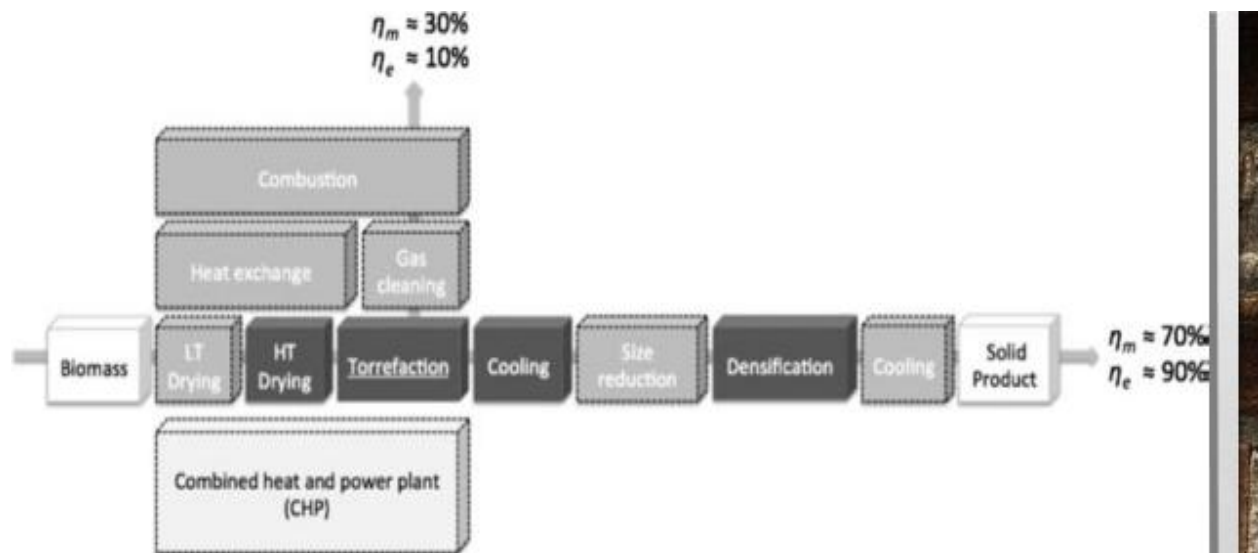 ηm ≈ 30%
ηe ≈ 10%
Combustion
Heat exchange
Gas
cleaning
Biomass
LT
Drying
HT
Drying
Torrefaction
Cooling
Size
reduction
Densification
Cooling
Solid
Product
ηm ≈ 70%
ηe ≈ 90%
Combined heat and power plant
(CHP)